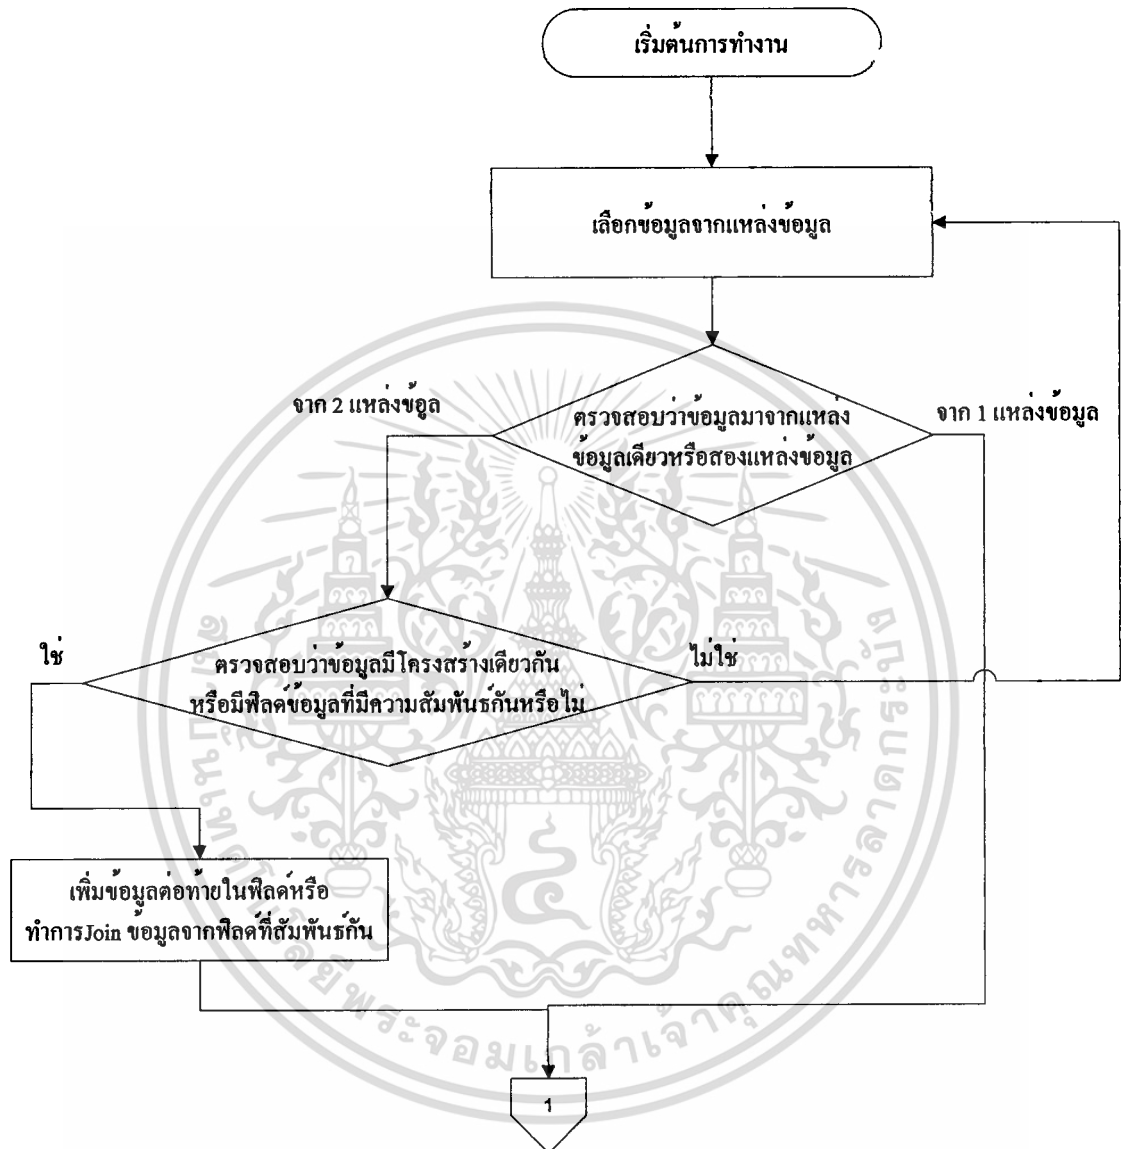 เริ่มต้นการทำงาน
เลือกข้อมูลจากแหล่งข้อมูล
จาก 2 แหล่งข้อูล
ตรวจสอบว่าข้อมูลมาจากแหล่ง
ข้อมูลเดียวหรือสองแหล่งข้อมูล
จาก 1 แหล่งข้อมูล
ใช่
ตรวจสอบว่าข้อมูลมีโครงสร้างเดียวกัน
หรือมีฟิลด์ข้อมูลที่มีความสัมพันธ์กันหรือไม่
ไม่ใช่
เพิ่มข้อมูลต่อท้ายในฟิลด์หรือ
ทำการJoin ข้อมูลจากฟิลด์ที่สัมพันธ์กัน
1